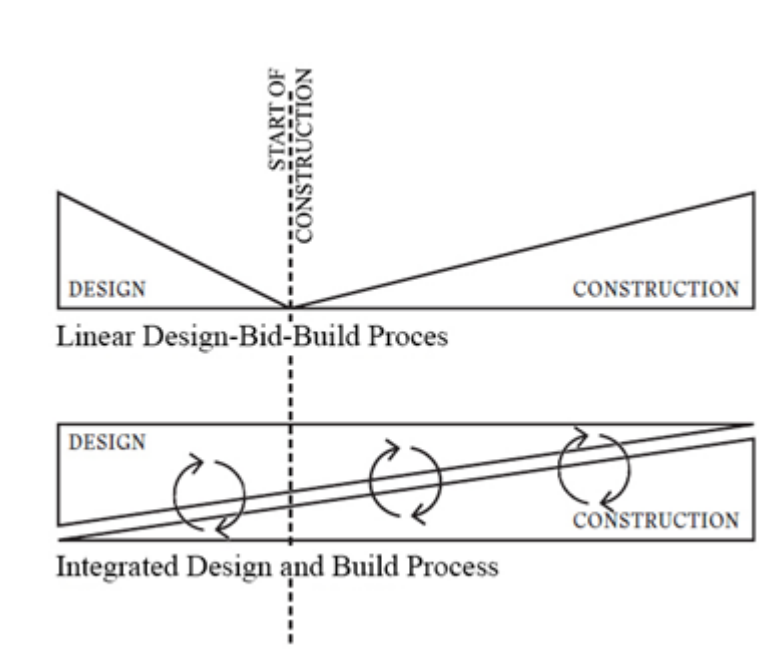 START OF
CONSTRUCTION
DESIGN
CONSTRUCTION
Linear Design-Bid-Build Proces
DESIGN
CONSTRUCTION
Integrated Design and Build Process